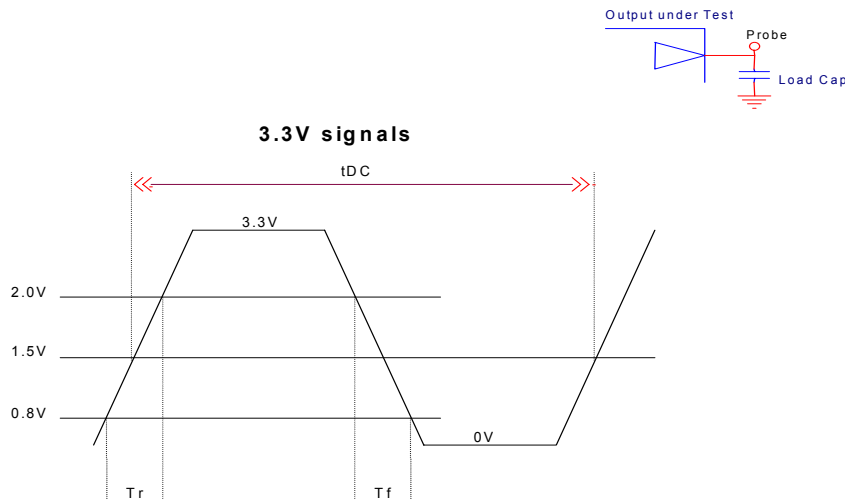 Output under Test
Probe
Load Cap
3.3V signals
tDC
3.3V
2.0V
1.5V
0.8V
0V
Tr
Tf